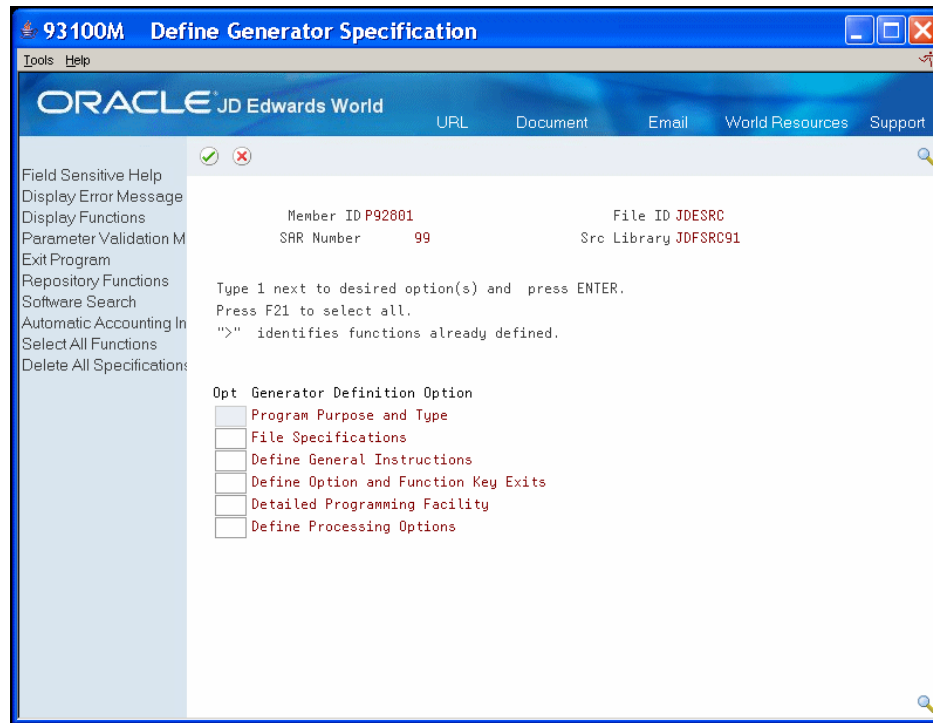 93100M Define Generator Specification
Tools Help
ORACLE JD Edwards World
URL Document Email World Resources Support
Field Sensitive Help
Display Error Message
Display Functions
Parameter Validation M
Exit Program
Repository Functions
Software Search
Automatic Accounting In
Select All Functions
Delete All Specifications
Member ID P92801 File ID JDESRC
SAR Number 99 Src Library JDFSRC91
Type 1 next to desired option(s) and press ENTER.
Press F21 to select all.
">" identifies functions already defined.
Opt Generator Definition Option
Program Purpose and Type
File Specifications
Define General Instructions
Define Option and Function Key Exits
Detailed Programming Facility
Define Processing Options